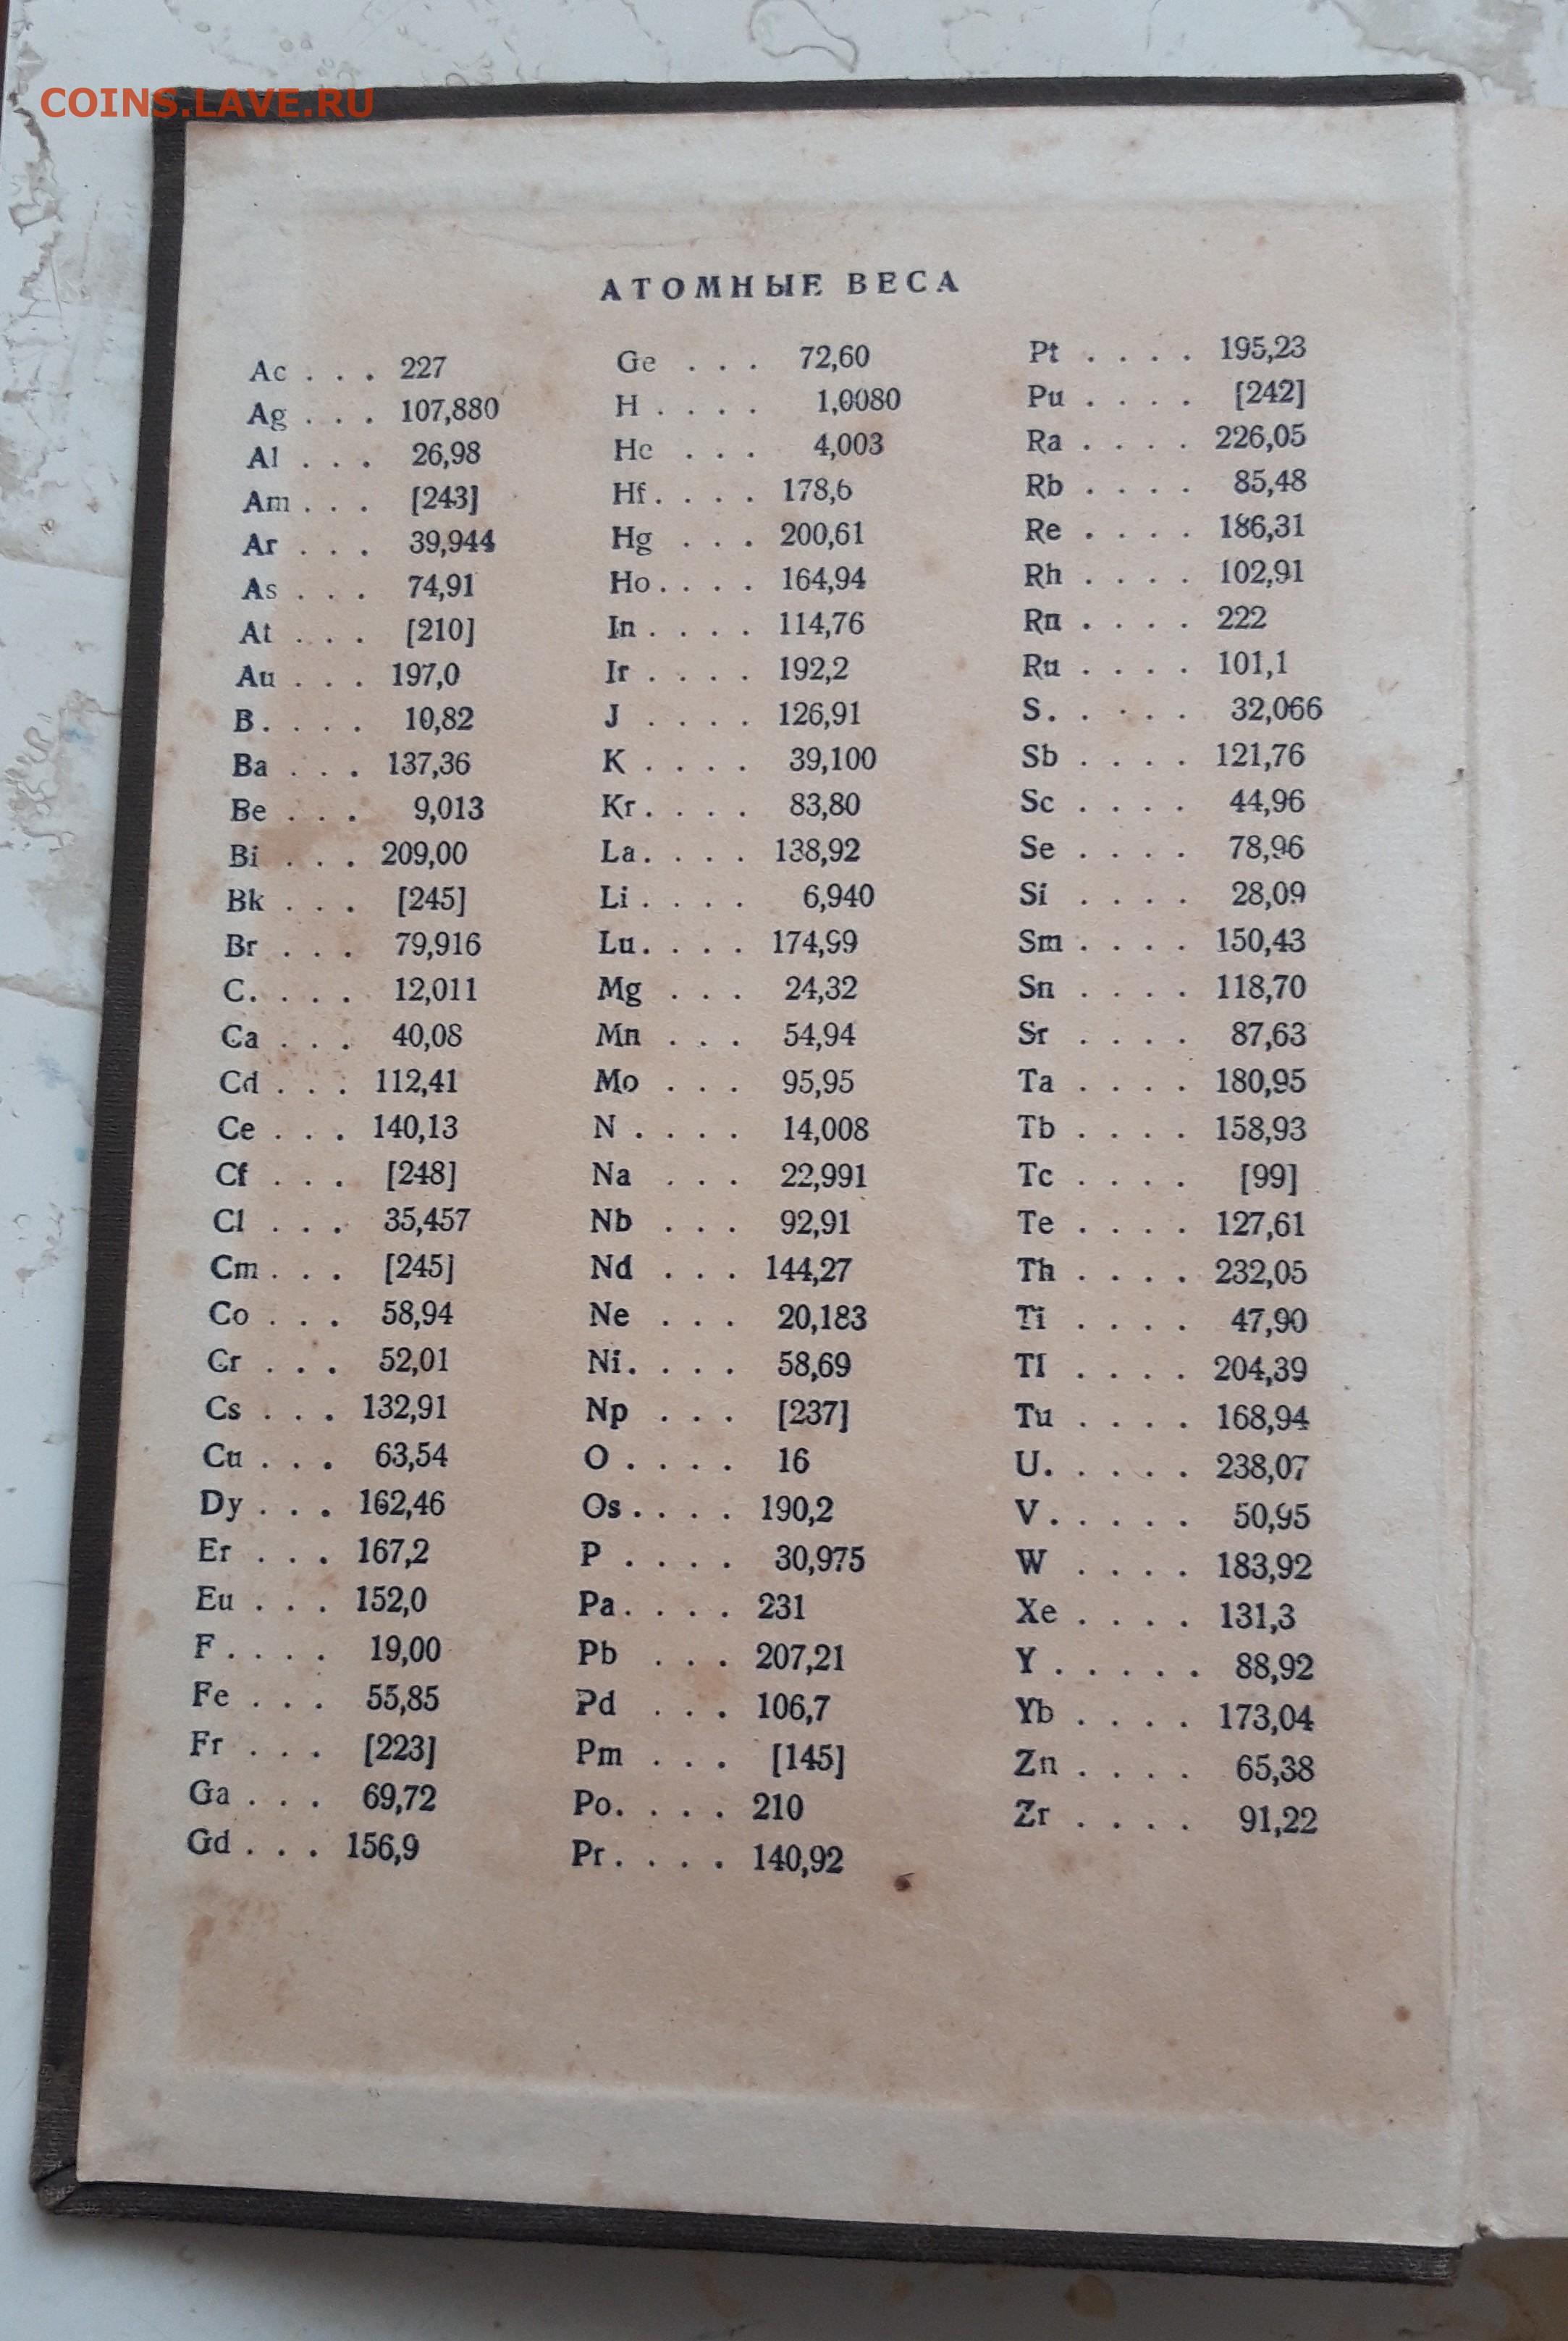 COINS.LAVE.RU
АТОМНЫЕ ВЕСА
Ac . . . 227
Ag . . . 107,880
Al . . . 26,98
Am . . . [243]
Ar . . . 39,944
As . . . 74,91
At . . . [210]
Au . . . 197,0
B. . . . 10,82
Ba . . . 137,36
Be . . . 9,013
Bi . . . 209,00
Bk . . . [245]
Br . . . 79,916
C. . . . 12,011
Ca . . . 40,08
Cd . . . 112,41
Ce . . . 140,13
Cf . . . [248]
Cl . . . 35,457
Cm . . . [245]
Co . . . 58,94
Cr . . . 52,01
Cs . . . 132,91
Cu . . . 63,54
Dy . . . 162,46
Er . . . 167,2
Eu . . . 152,0
F. . . . 19,00
Fe . . . 55,85
Fr . . . [223]
Ga . . . 69,72
Gd . . . 156,9
Ge . . . 72,60
H . . . . 1,0080
He . . . 4,003
Hf. . . . 178,6
Hg . . . 200,61
Ho. . . . 164,94
In. . . . 114,76
Ir . . . . 192,2
J . . . . 126,91
K . . . . 39,100
Kr. . . . 83,80
La. . . . 138,92
Li . . . . 6,940
Lu. . . . 174,99
Mg . . . 24,32
Mn . . . 54,94
Mo . . . 95,95
N . . . . 14,008
Na . . . 22,991
Nb . . . 92,91
Nd . . . 144,27
Ne . . . 20,183
Ni. . . . 58,69
Np . . . [237]
O . . . . 16
Os. . . . 190,2
P . . . . 30,975
Pa. . . . 231
Pb . . . 207,21
Pd . . . 106,7
Pm . . . [145]
Po. . . . 210
Pr. . . . 140,92
Pt . . . . 195,23
Pu . . . . [242]
Ra . . . . 226,05
Rb . . . . 85,48
Re . . . . 186,31
Rh . . . . 102,91
Rn . . . . 222
Ru . . . . 101,1
S. . . . . 32,066
Sb . . . . 121,76
Sc . . . . 44,96
Se . . . . 78,96
Si . . . . 28,09
Sm . . . . 150,43
Sn . . . . 118,70
Sr . . . . 87,63
Ta . . . . 180,95
Tb . . . . 158,93
Tc . . . . [99]
Te . . . . 127,61
Th . . . . 232,05
Ti . . . . 47,90
Tl . . . . 204,39
Tu . . . . 168,94
U. . . . . 238,07
V. . . . . 50,95
W . . . . 183,92
Xe . . . . 131,3
Y . . . . . 88,92
Yb . . . . 173,04
Zn . . . . 65,38
Zr . . . . 91,22